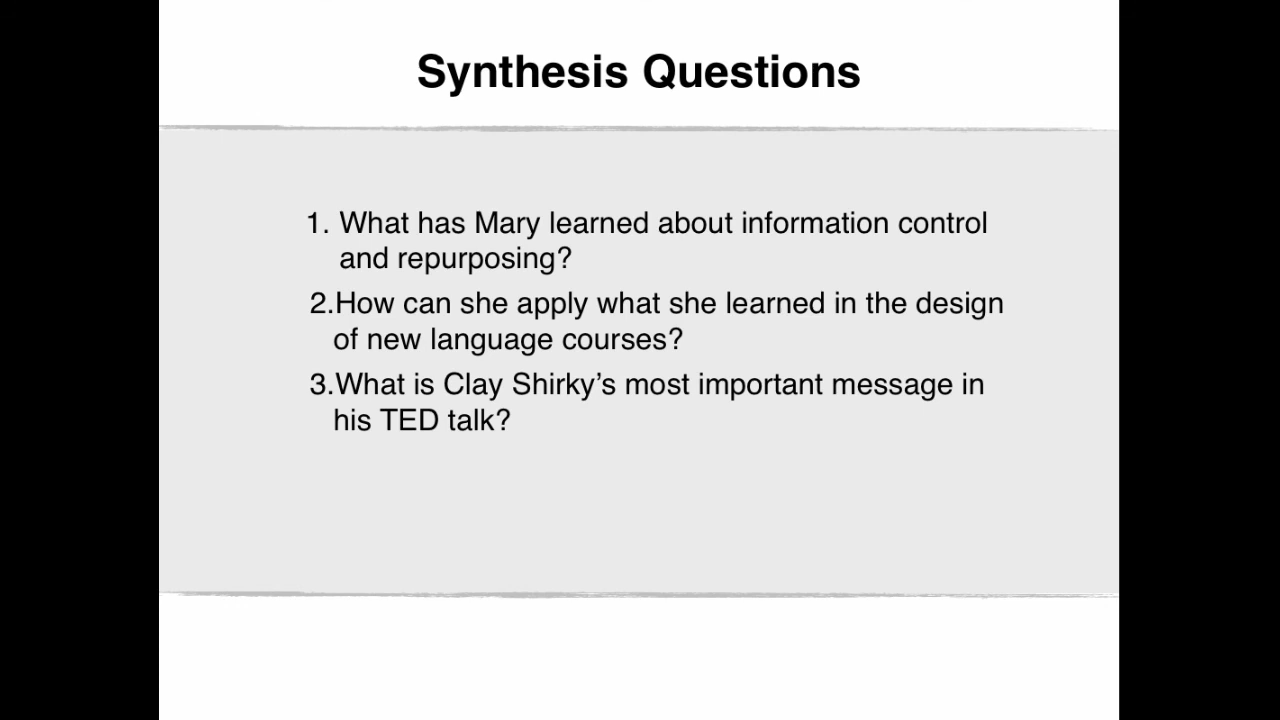 Synthesis Questions
1. What has Mary learned about information control
and repurposing?
2.How can she apply what she learned in the design
of new language courses?
3.What is Clay Shirky’s most important message in
his TED talk?